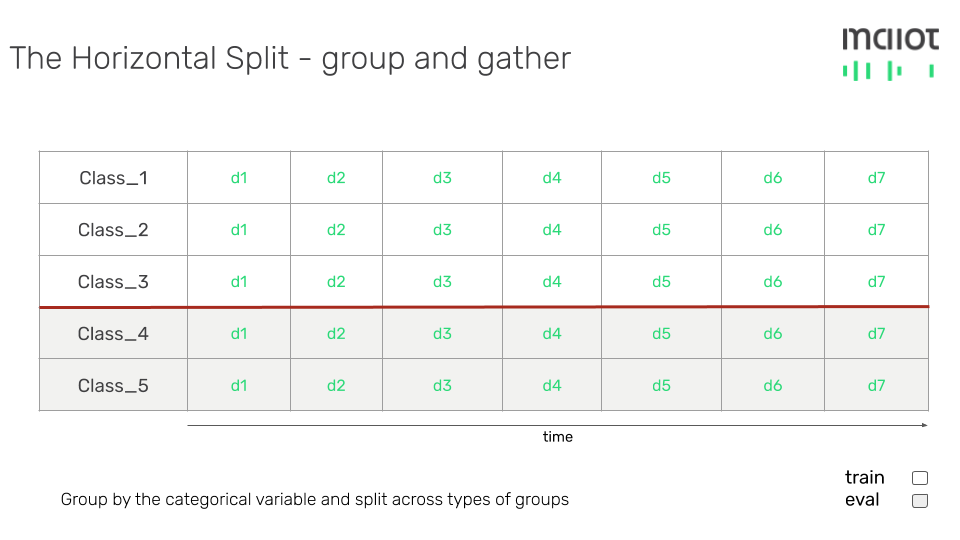 The Horizontal Split - group and gather
maiot
Class_1 d1 d2 d3 d4 d5 d6 d7
Class_2 d1 d2 d3 d4 d5 d6 d7
Class_3 d1 d2 d3 d4 d5 d6 d7
Class_4 d1 d2 d3 d4 d5 d6 d7
Class_5 d1 d2 d3 d4 d5 d6 d7
time
train
eval
Group by the categorical variable and split across types of groups